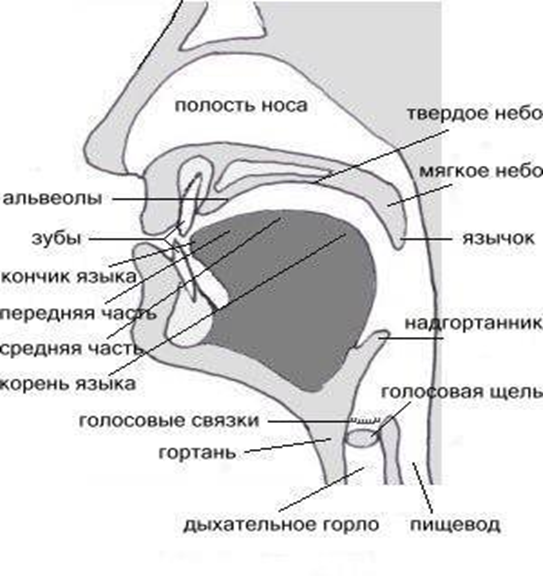 полость носа
твердое небо
мягкое небо
альвеолы
зубы
язычок
кончик языка
передняя часть
средняя часть
корень языка
надгортанник
голосовая щель
голосовые связки
гортань
дыхательное горло
пищевод